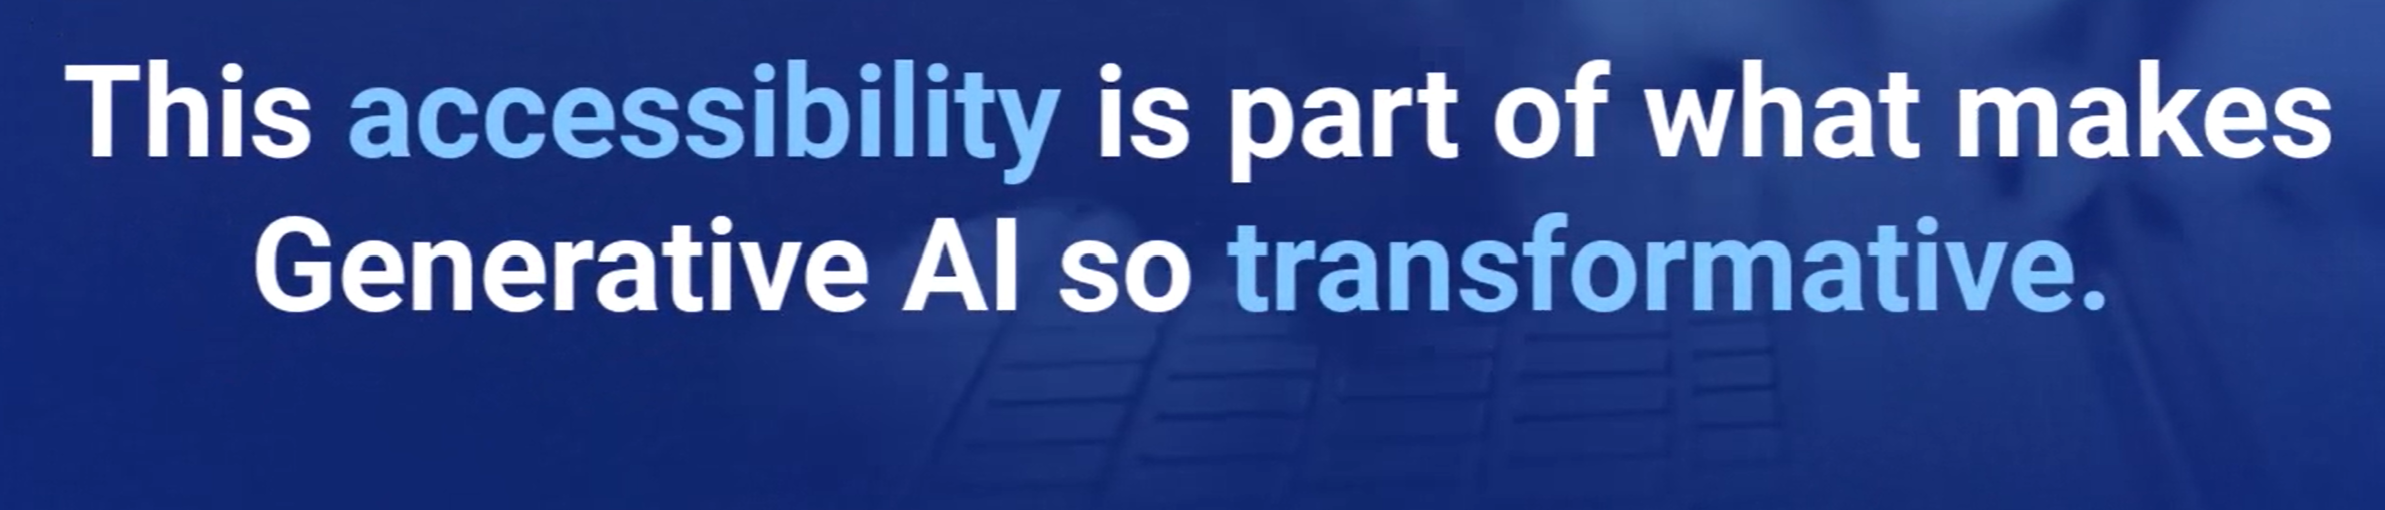 This accessibility is part of what makes
Generative AI so transformative.